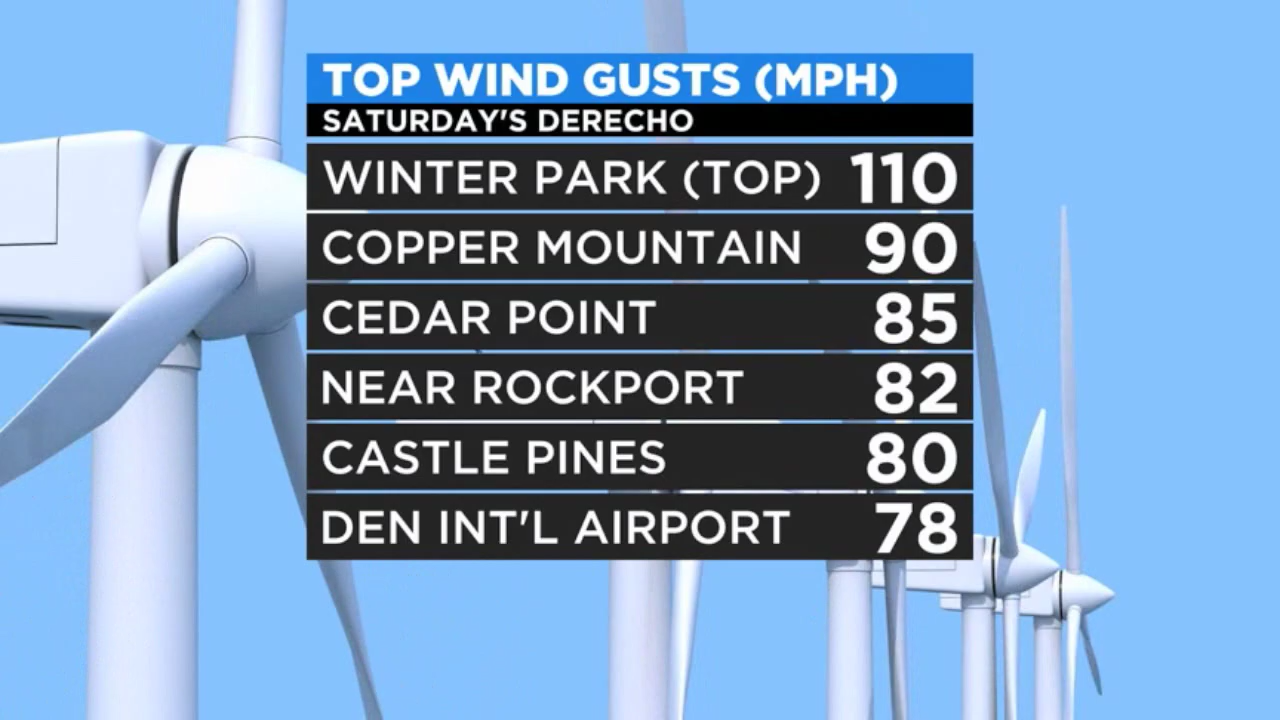 TOP WIND GUSTS (MPH)
SATURDAY'S DERECHO
WINTER PARK (TOP) 110
COPPER MOUNTAIN 90
CEDAR POINT 85
NEAR ROCKPORT 82
CASTLE PINES 80
DEN INT'L AIRPORT 78